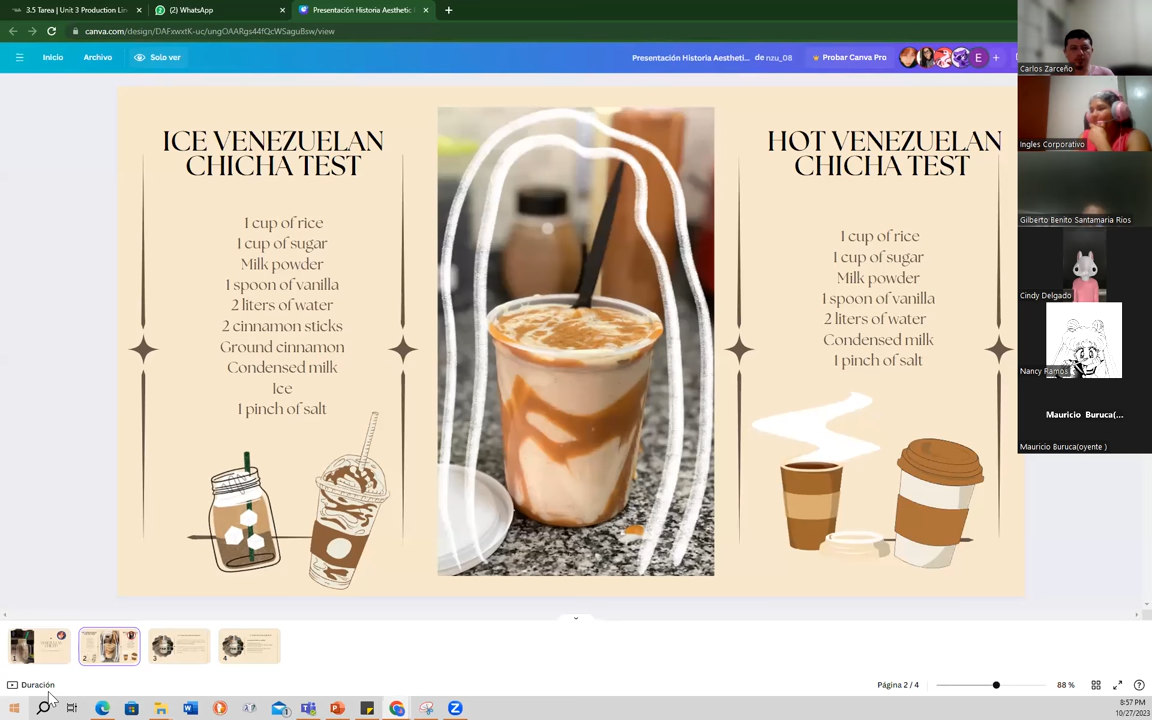 3.5 Tarea | Unit 3 Production Lin
(2) WhatsApp
Presentación Historia Aesthetic
canva.com/design/DAFxwxtK-uc/ungOAARgs44fQcWSaguBsw/view
Inicio
Archivo
Solo ver
Presentación Historia Aestheti... de nzu_08
Probar Canva Pro
E
ICE VENEZUELAN
CHICHA TEST
1 cup of rice
1 cup of sugar
Milk powder
1 spoon of vanilla
2 liters of water
2 cinnamon sticks
Ground cinnamon
Condensed milk
Ice
1 pinch of salt
HOT VENEZUELAN
CHICHA TEST
1 cup of rice
1 cup of sugar
Milk powder
1 spoon of vanilla
2 liters of water
Condensed milk
1 pinch of salt
Carlos Zarceño
Ingles Corporativo
Gilberto Benito Santamaria Rios
Cindy Delgado
Nancy Ramos
Mauricio Buruca(...
Mauricio Buruca(oyente )
1
2
3
4
Duración
Página 2 / 4
88 %
8:57 PM
10/27/2023